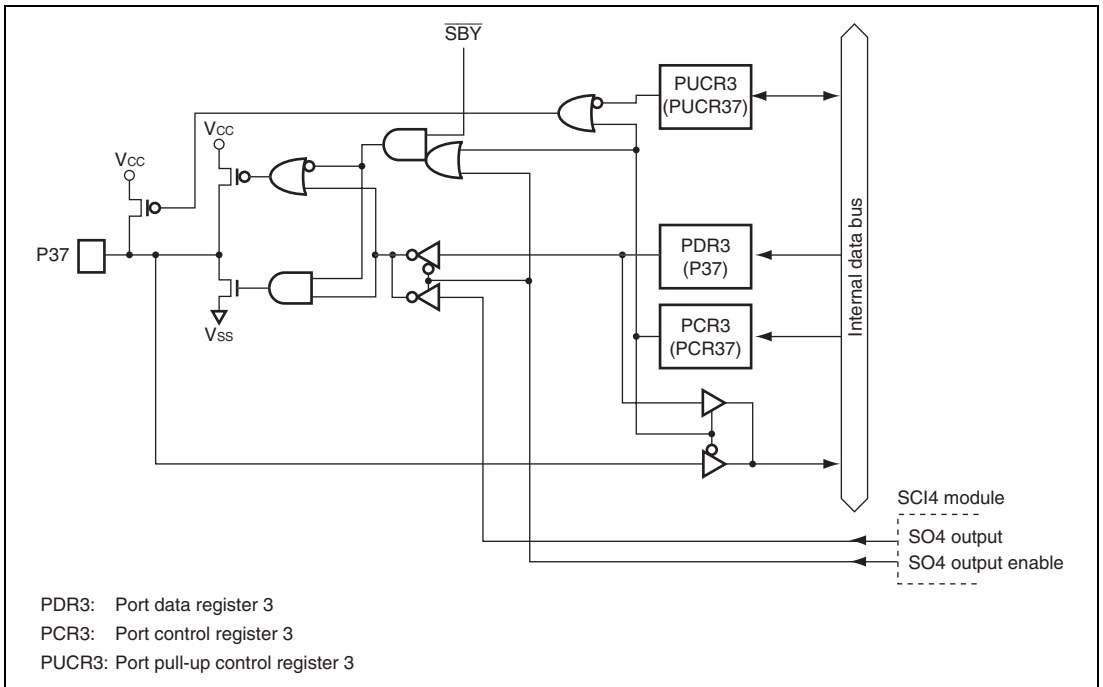 SBY
PUCR3
(PUCR37)
VCC
VCC
P37
PDR3
(P37)
Internal data bus
VSS
PCR3
(PCR37)
SCI4 module
SO4 output
SO4 output enable
PDR3: Port data register 3
PCR3: Port control register 3
PUCR3: Port pull-up control register 3